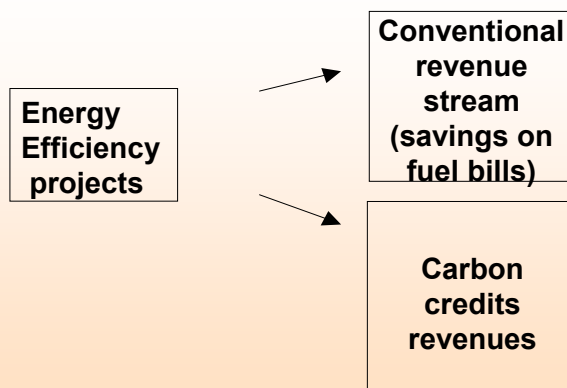 Energy
Efficiency
projects
Conventional
revenue
stream
(savings on
fuel bills)
Carbon
credits
revenues